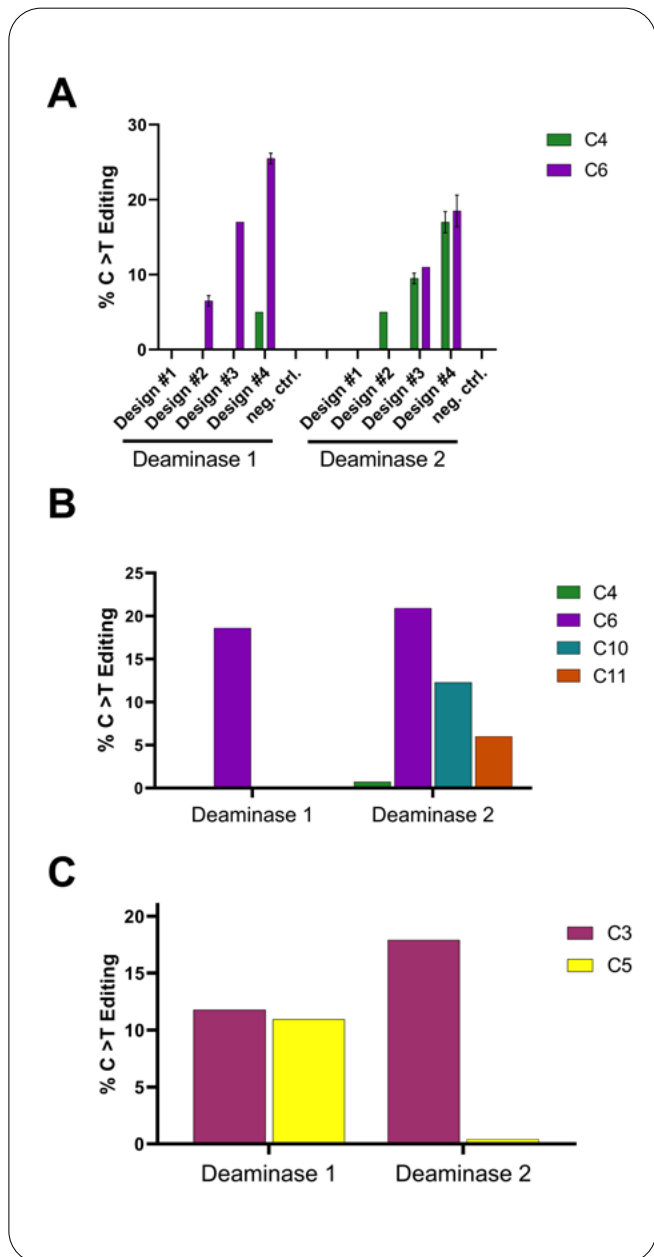 A
% C >T Editing
30
20
10
0
C4
C6
Design #1
Design #2
Design #3
Design #4
neg. ctrl.
Design #1
Design #2
Design #3
Design #4
neg. ctrl.
Deaminase 1
Deaminase 2
B
% C >T Editing
25
20
15
10
5
0
C4
C6
C10
C11
Deaminase 1
Deaminase 2
C
% C >T Editing
20
15
10
5
0
C3
C5
Deaminase 1
Deaminase 2